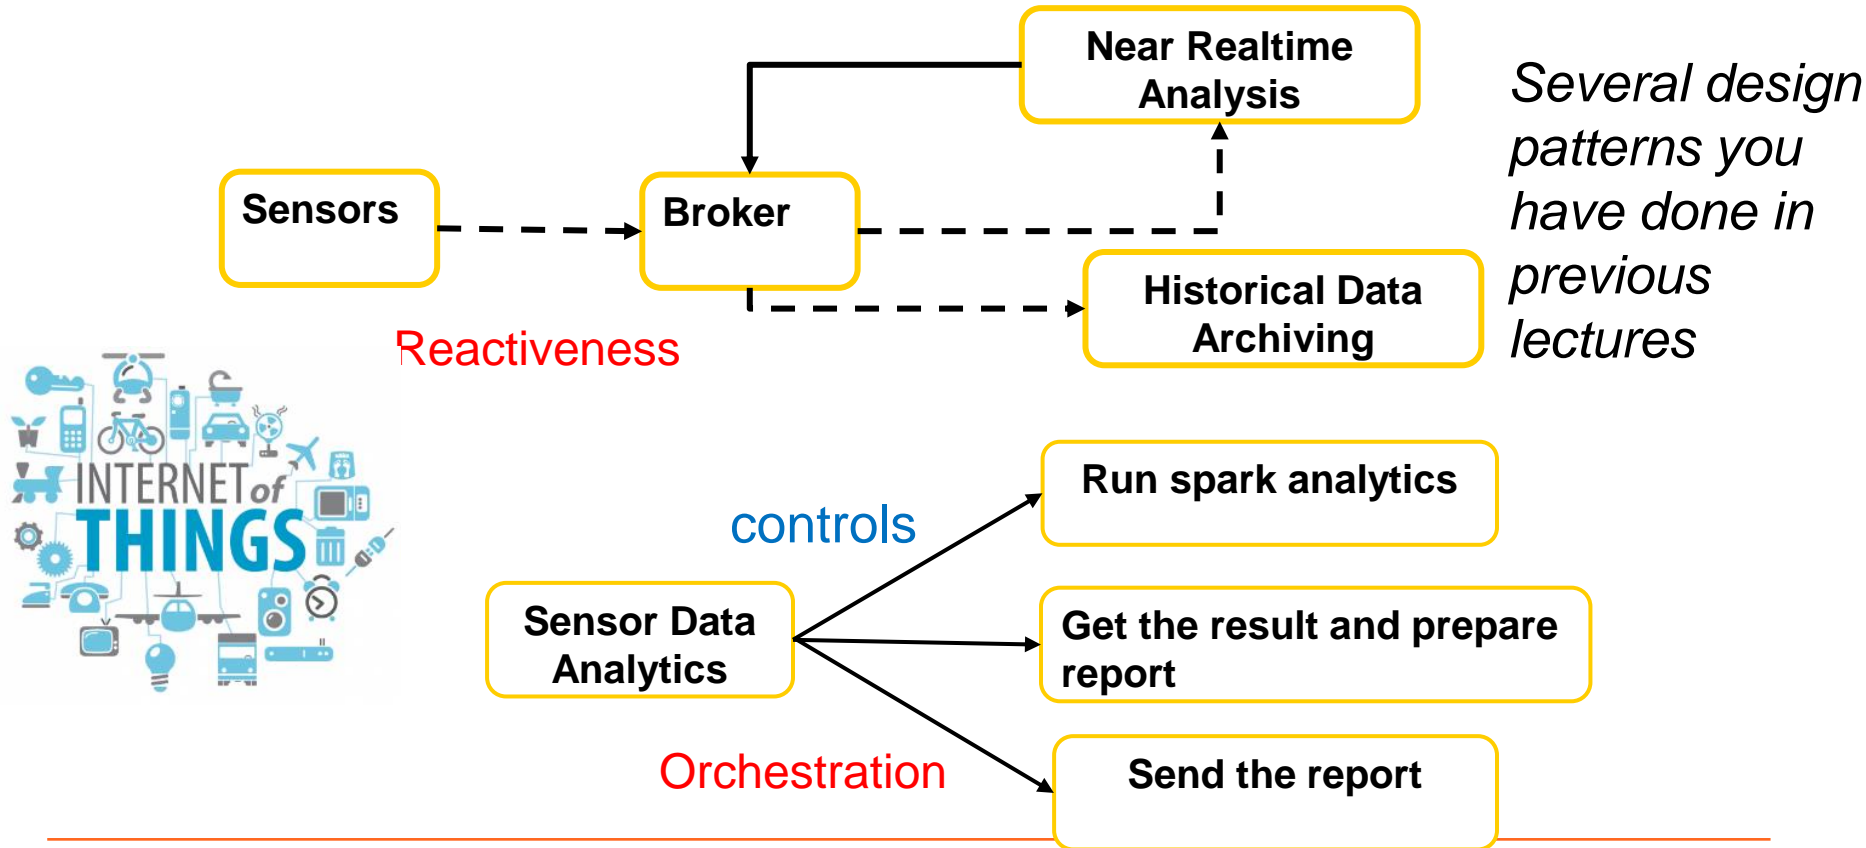 Near Realtime
Analysis
Several design
patterns you
have done in
previous
lectures
Sensors
Broker
Historical Data
Archiving
Reactiveness
INTERNET of
THINGS
Run spark analytics
controls
Sensor Data
Analytics
Get the result and prepare
report
Orchestration
Send the report